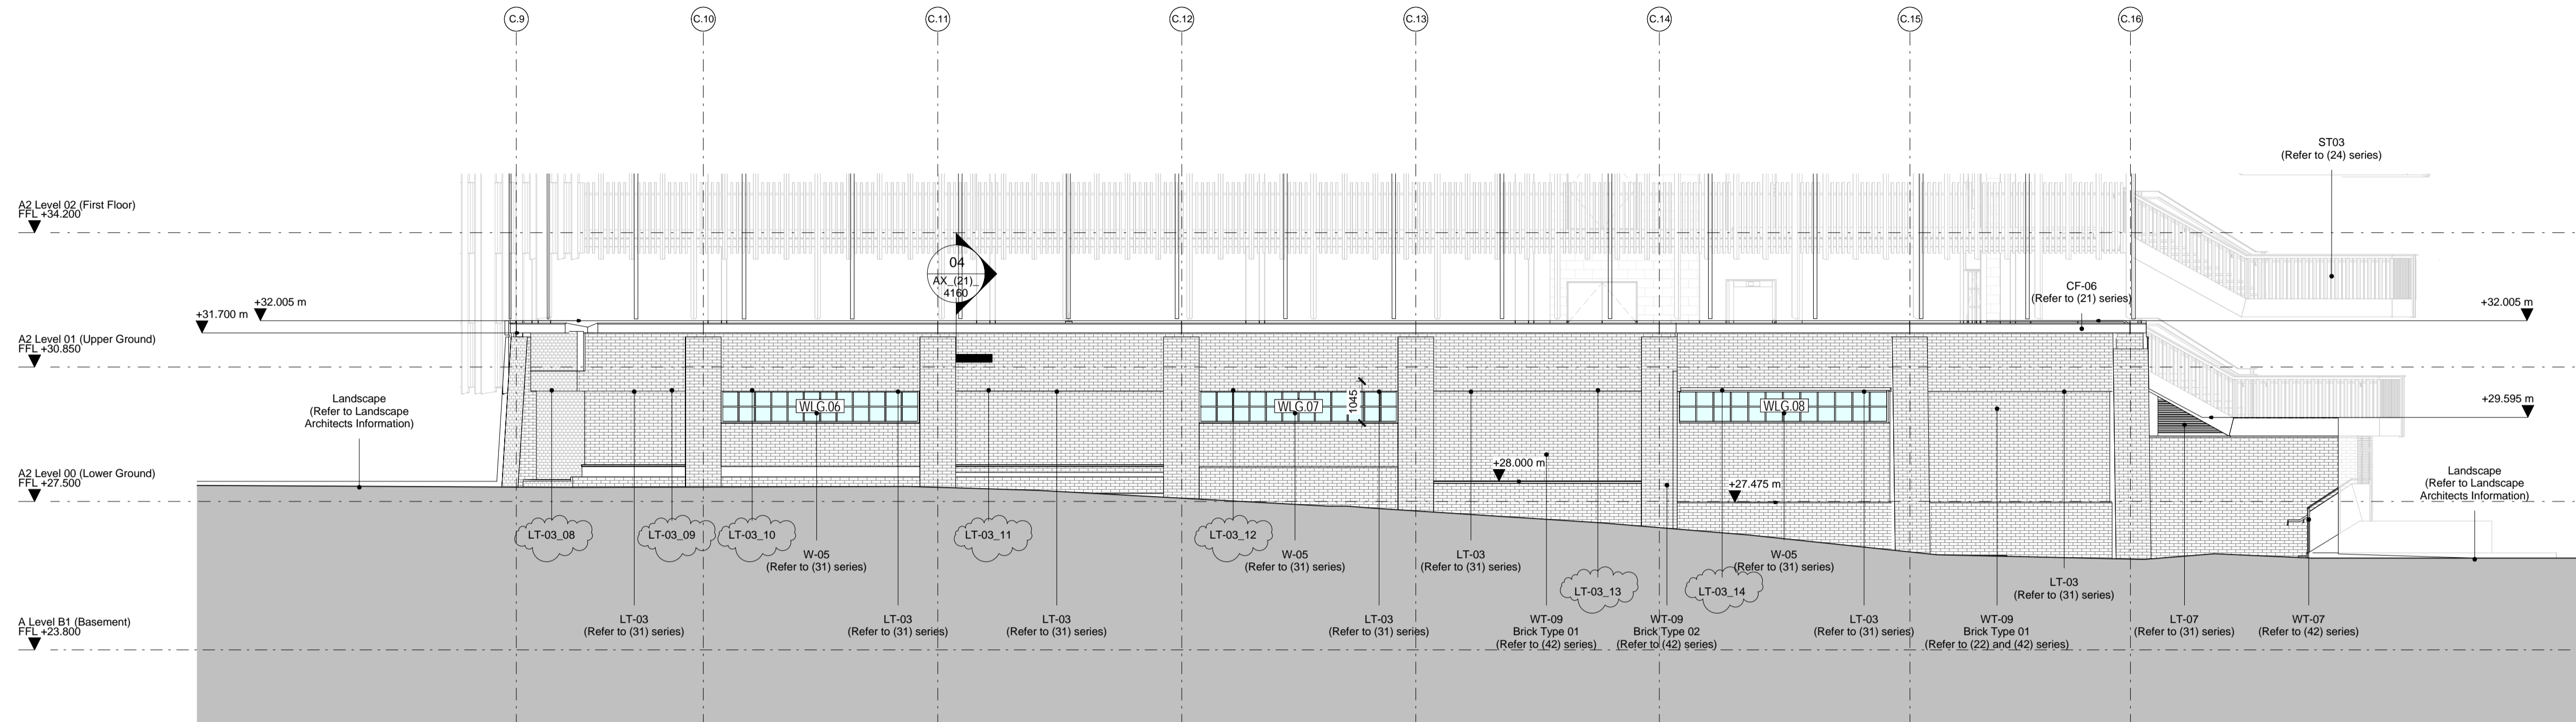 C.9
C.10
C.11
C.12
C.13
C.14
C.15
C.16
ST03
(Refer to (24) series)
A2 Level 02 (First Floor)
FFL +34.200
04
AX_(21)_
4160
CF-06
(Refer to (21) series)
+32.005 m
+31.700 m
+32.005 m
A2 Level 01 (Upper Ground)
FFL +30.850
Landscape
(Refer to Landscape
Architects Information)
WLG.06
WLG.07
1045
WLG.08
+29.595 m
A2 Level 00 (Lower Ground)
FFL +27.500
+28.000 m
+27.475 m
Landscape
(Refer to Landscape
Architects Information)
LT-03_08
LT-03_09
LT-03_10
LT-03_11
LT-03_12
W-05
(Refer to (31) series)
W-05
(Refer to (31) series)
LT-03
(Refer to (31) series)
W-05
(Refer to (31) series)
LT-03_13
LT-03_14
LT-03
(Refer to (31) series)
A Level B1 (Basement)
FFL +23.800
LT-03
(Refer to (31) series)
LT-03
(Refer to (31) series)
LT-03
(Refer to (31) series)
LT-03
(Refer to (31) series)
WT-09
Brick Type 01
(Refer to (42) series)
WT-09
Brick Type 02
(Refer to (42) series)
LT-03
(Refer to (31) series)
WT-09
Brick Type 01
(Refer to (22) and (42) series)
LT-07
(Refer to (31) series)
WT-07
(Refer to (42) series)